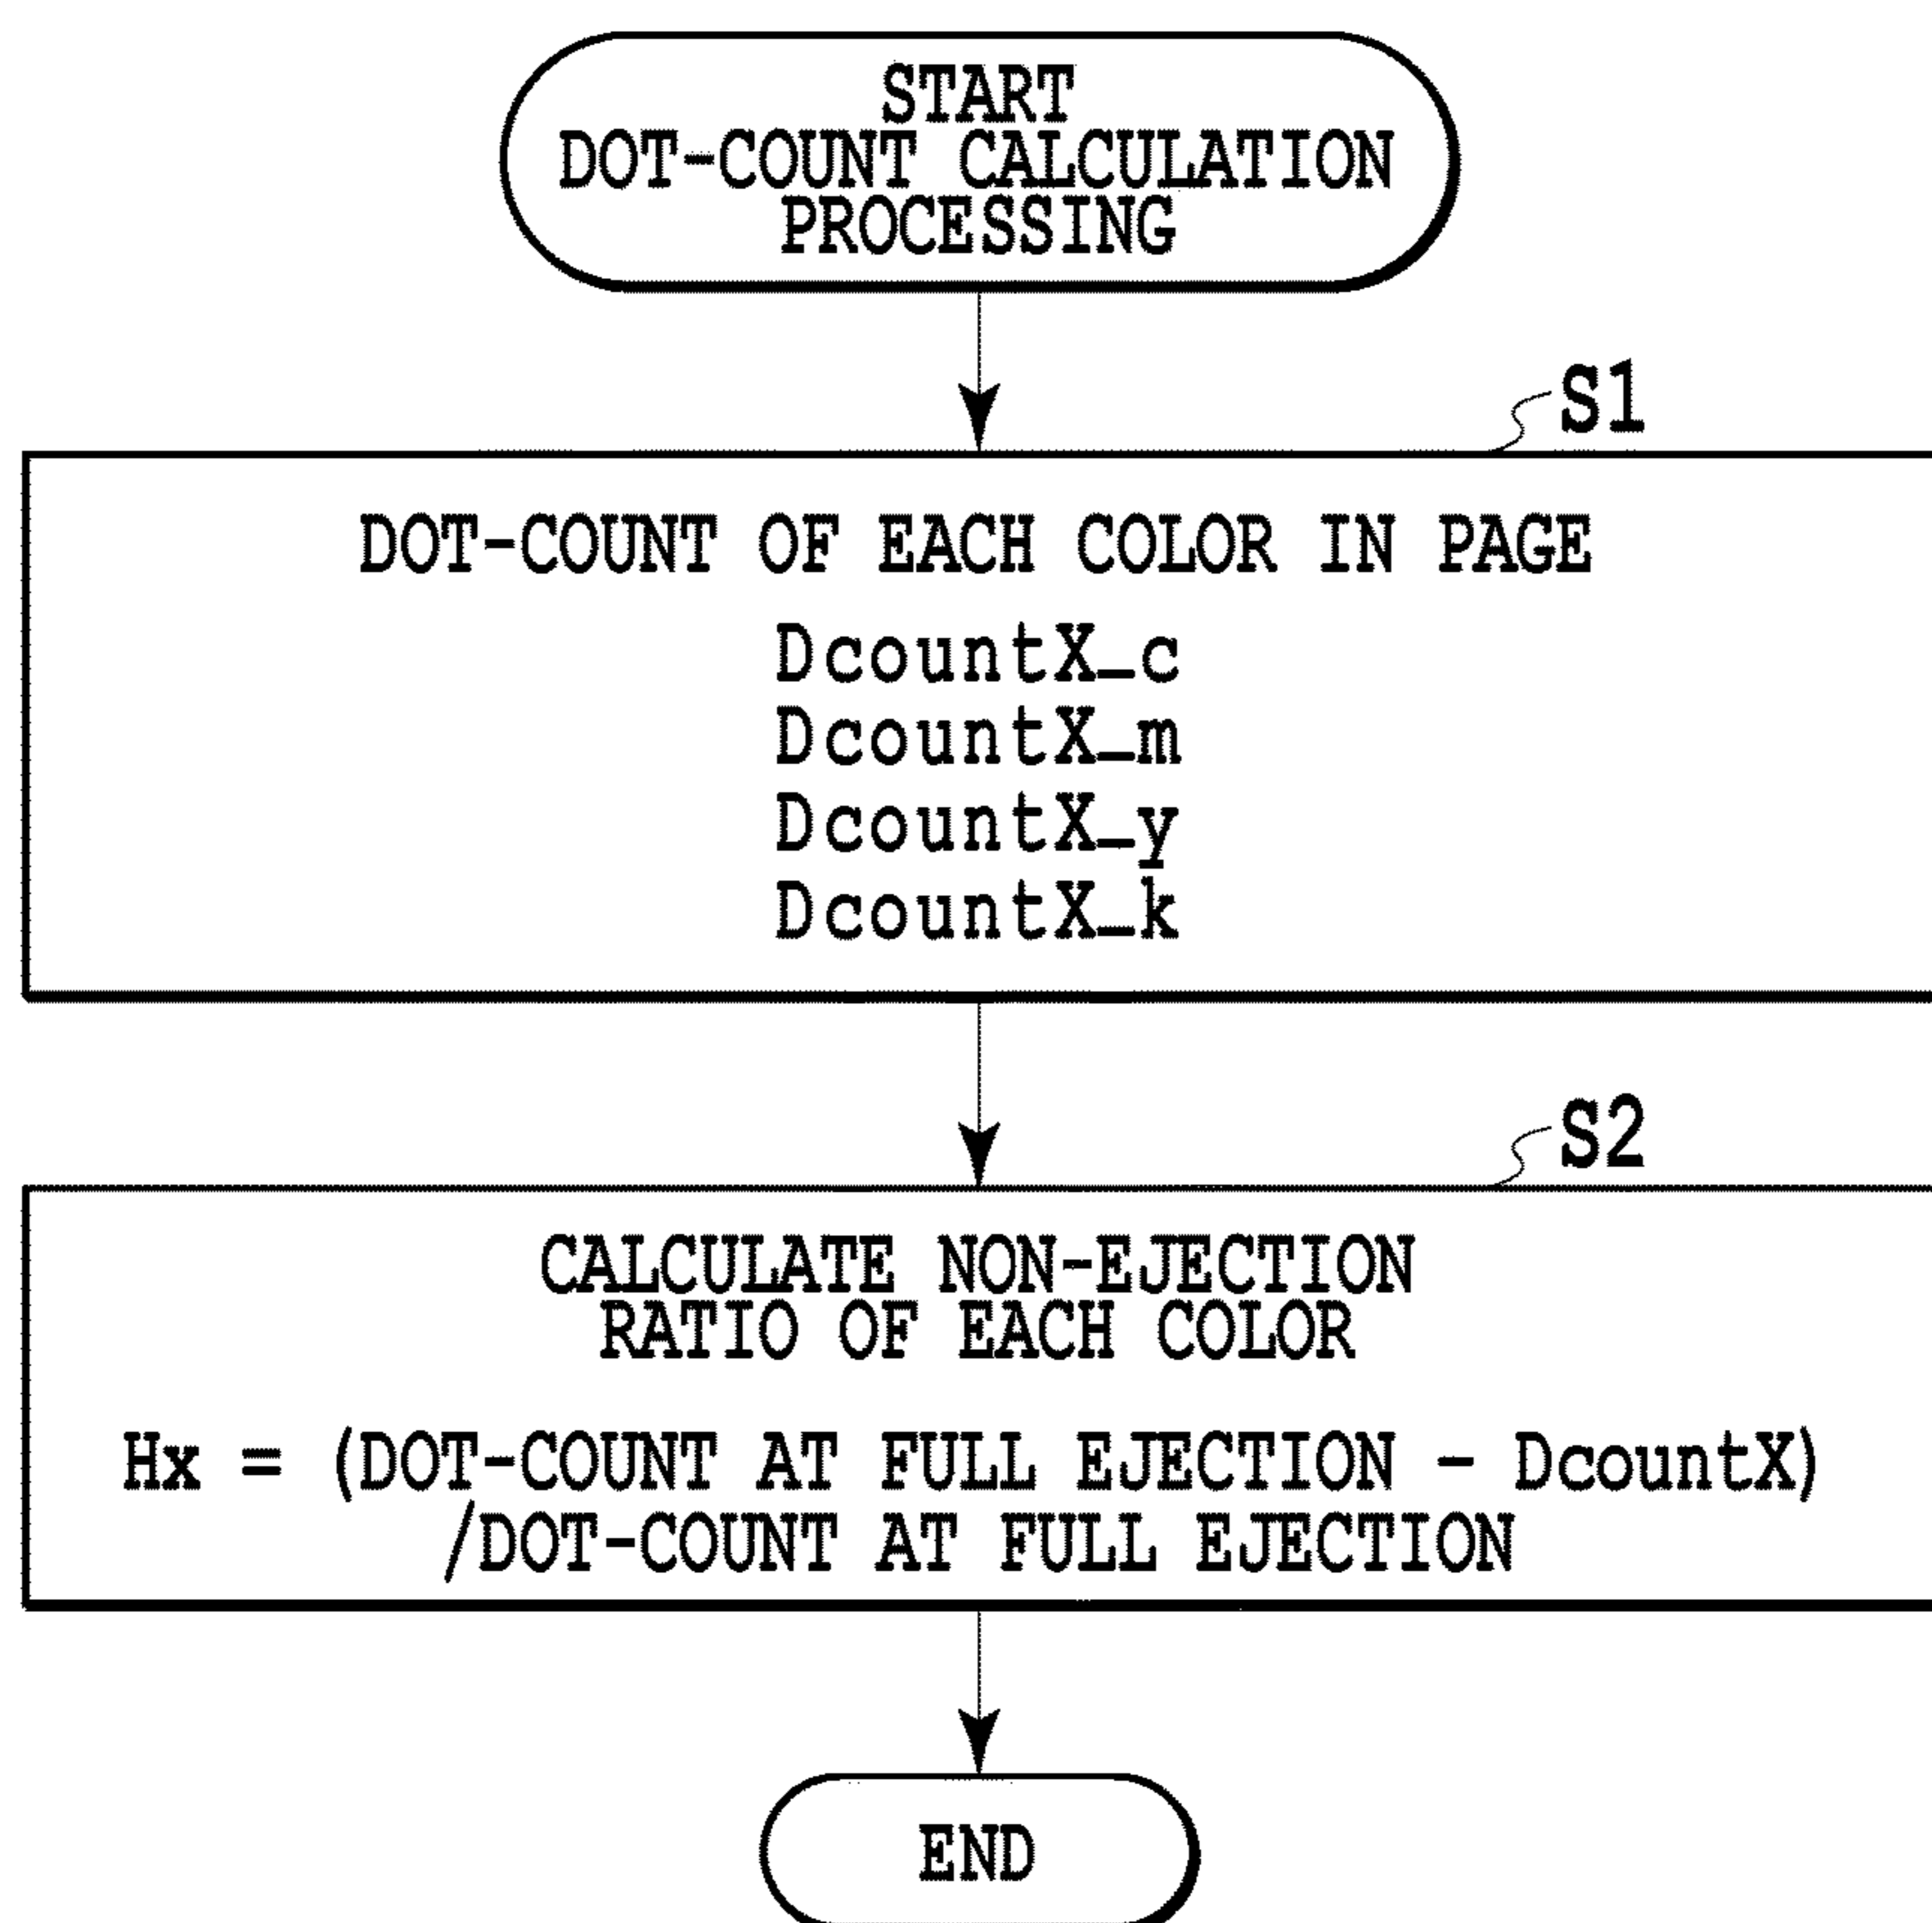 START
DOT-COUNT CALCULATION
PROCESSING
S1
DOT-COUNT OF EACH COLOR IN PAGE
DcountX_c
DcountX_m
DcountX_y
DcountX_k
S2
CALCULATE NON-EJECTION
RATIO OF EACH COLOR
Hx = (DOT-COUNT AT FULL EJECTION - DcountX)
/DOT-COUNT AT FULL EJECTION
END